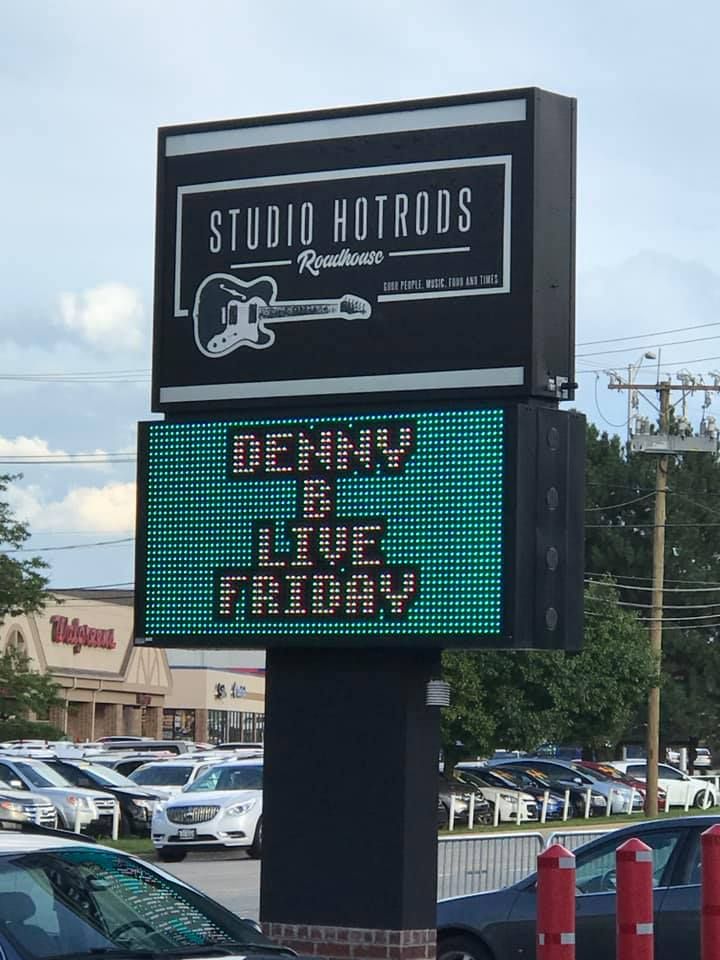 STUDIO HOTRODS
Roadhouse
GOOD PEOPLE, MUSIC, FOOD AND TIMES
DENNY
B
LIVE
FRIDAY
Walgreens